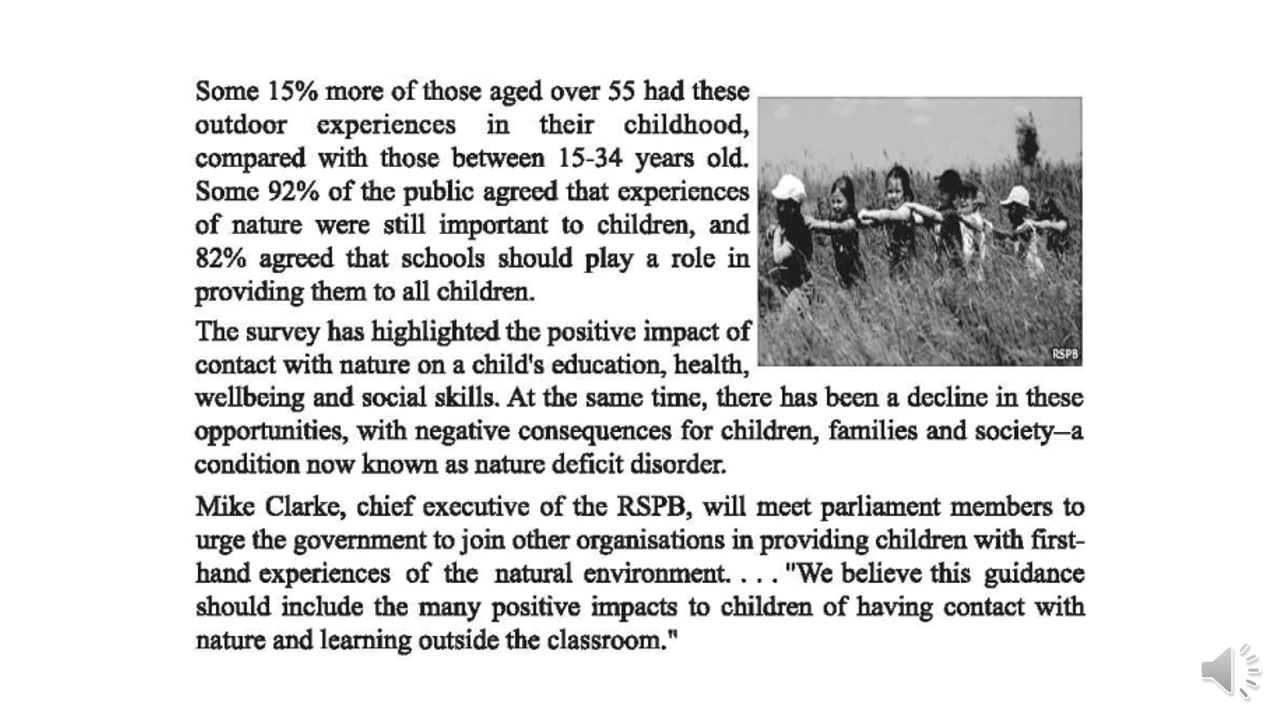 Some 15% more of those aged over 55 had these
outdoor experiences in their childhood,
compared with those between 15-34 years old.
Some 92% of the public agreed that experiences
of nature were still important to children, and
82% agreed that schools should play a role in
providing them to all children.
The survey has highlighted the positive impact of
contact with nature on a child's education, health,
wellbeing and social skills. At the same time, there has been a decline in these
opportunities, with negative consequences for children, families and society–a
condition now known as nature deficit disorder.
Mike Clarke, chief executive of the RSPB, will meet parliament members to
urge the government to join other organisations in providing children with first-
hand experiences of the natural environment. . . . "We believe this guidance
should include the many positive impacts to children of having contact with
nature and learning outside the classroom."
RSPB